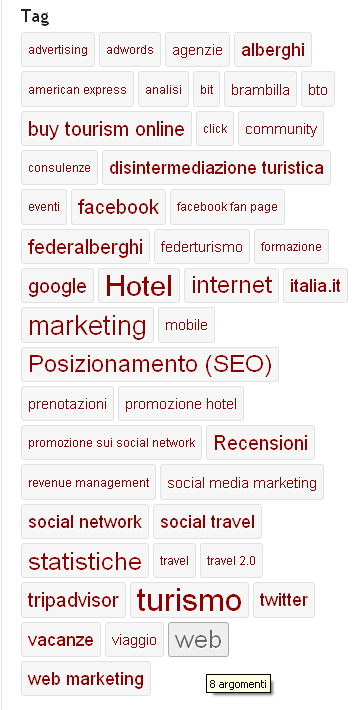 Tag
advertising adwords agenzie alberghi
american express analisi bit brambilla bto
buy tourism online click community
consulenze disintermediazione turistica
eventi facebook facebook fan page
federalberghi federturismo formazione
google Hotel internet italia.it
marketing mobile
Posizionamento (SEO)
prenotazioni promozione hotel
promozione sui social network Recensioni
revenue management social media marketing
social network social travel
statistiche travel travel 2.0
tripadvisor turismo twitter
vacanze viaggio web
web marketing
8 argomenti